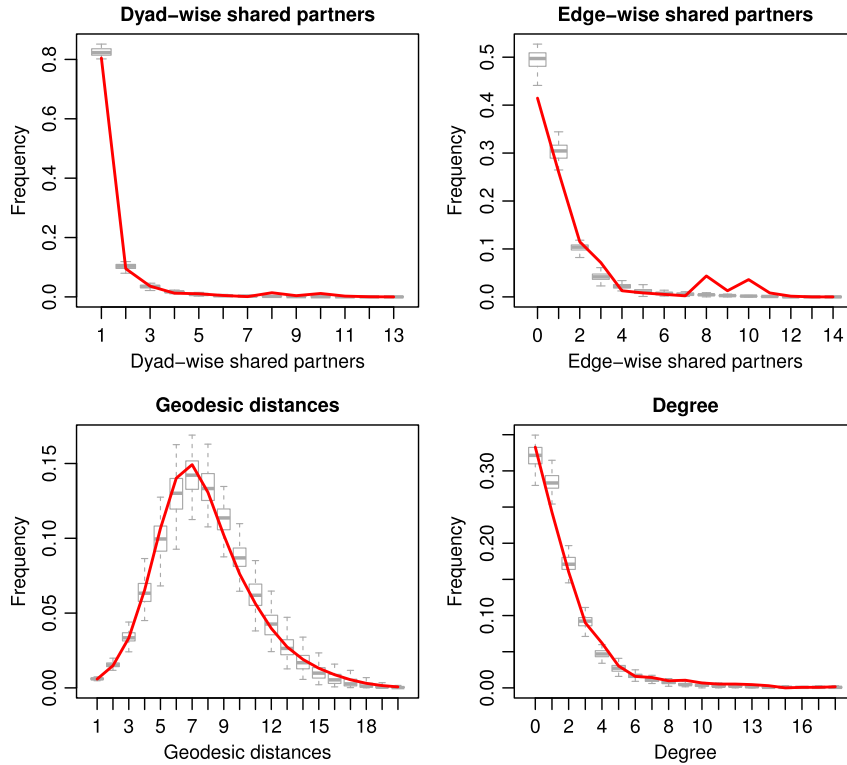 Dyad−wise shared partners
Frequency
0.0 0.2 0.4 0.6 0.8
1 3 5 7 9 11 13
Dyad−wise shared partners
Edge−wise shared partners
Frequency
0.0 0.1 0.2 0.3 0.4 0.5
0 2 4 6 8 10 12 14
Edge−wise shared partners
Geodesic distances
Frequency
0.00 0.05 0.10 0.15
1 3 5 7 9 12 15 18
Geodesic distances
Degree
Frequency
0.00 0.10 0.20 0.30
0 2 4 6 8 10 13 16
Degree